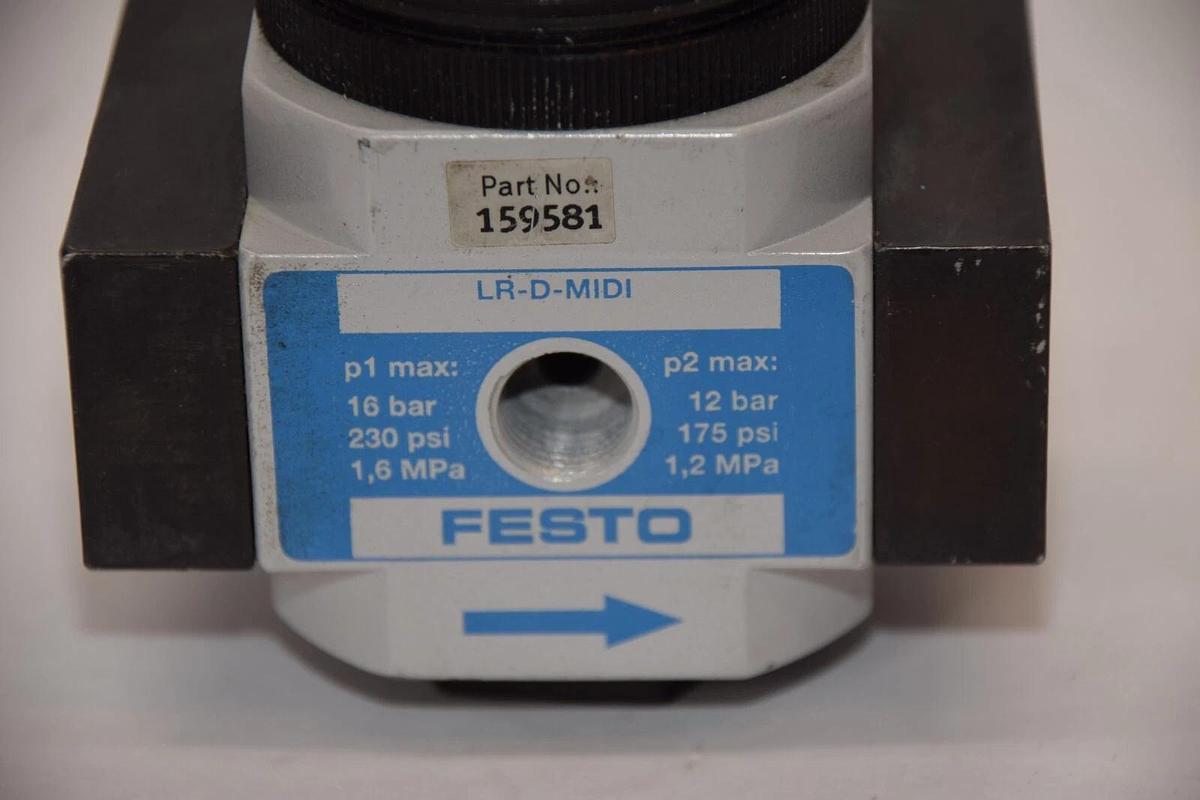 Part No.:
159581
LR-D-MIDI
p1 max:
16 bar
230 psi
1,6 MPa
p2 max:
12 bar
175 psi
1,2 MPa
FESTO